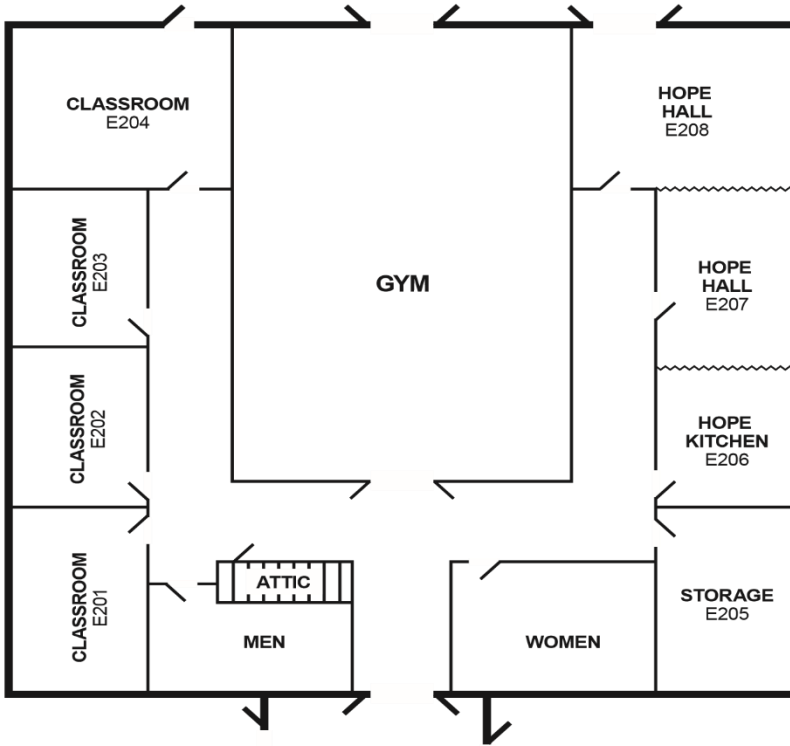 CLASSROOM
E204
HOPE
HALL
E208
CLASSROOM
E203
GYM
HOPE
HALL
E207
CLASSROOM
E202
HOPE
KITCHEN
E206
CLASSROOM
E201
ATTIC
MEN
WOMEN
STORAGE
E205